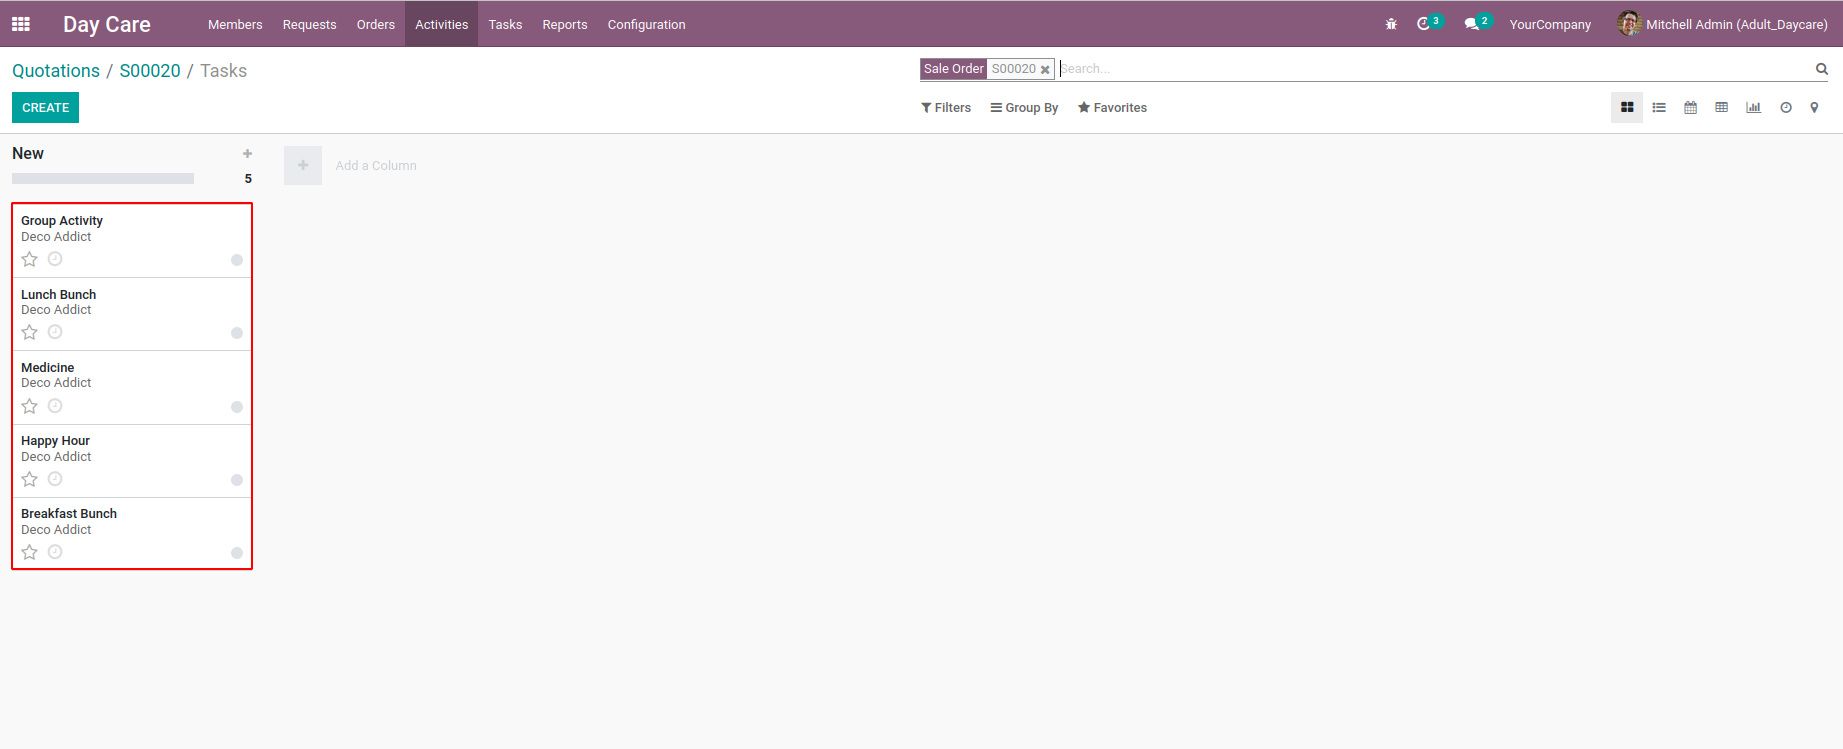 Day Care Members Requests Orders Activities Tasks Reports Configuration 3 2 YourCompany Mitchell Admin (Adult_Daycare)
Quotations / S00020 / Tasks
Sale Order S00020 Search...
CREATE
Filters Group By Favorites
New
5
Add a Column
Group Activity
Deco Addict
Lunch Bunch
Deco Addict
Medicine
Deco Addict
Happy Hour
Deco Addict
Breakfast Bunch
Deco Addict